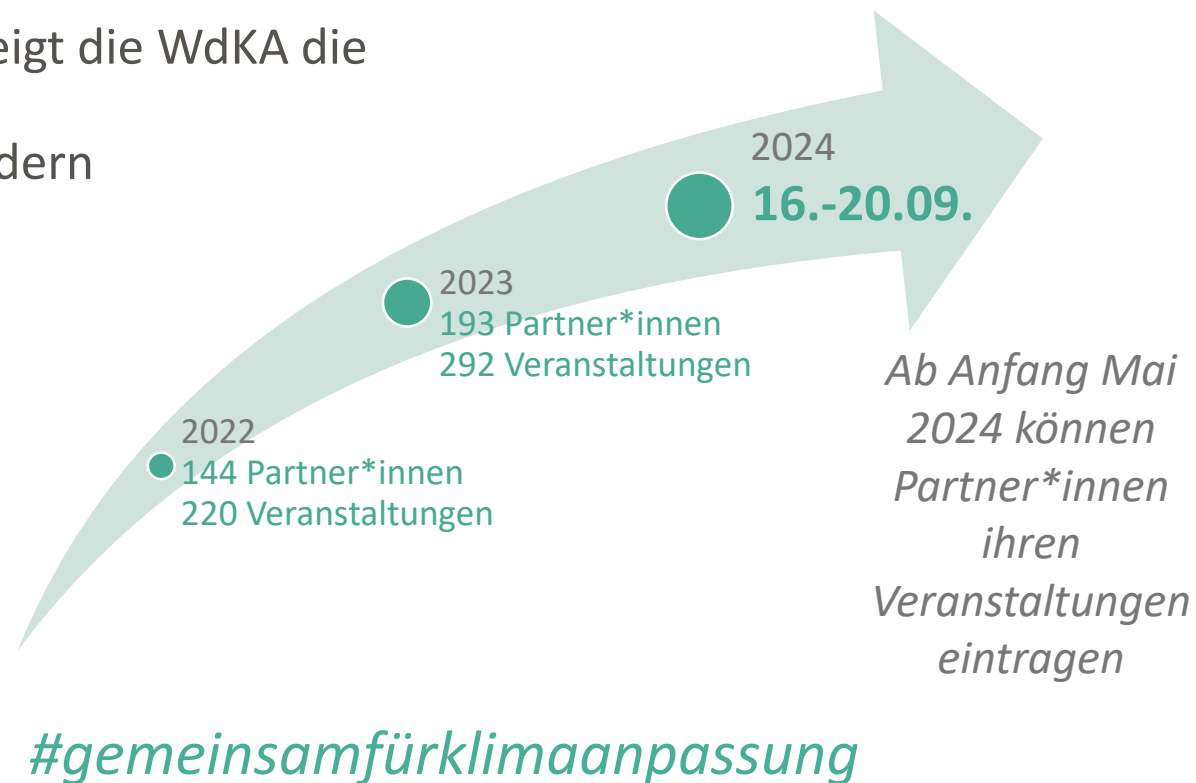 eigt die WdKA die
dern
2024
16.-20.09.
2023
193 Partner*innen
292 Veranstaltungen
2022
144 Partner*innen
220 Veranstaltungen
Ab Anfang Mai
2024 können
Partner*innen
ihren
Veranstaltungen
eintragen
#gemeinsamfürklimaanpassung